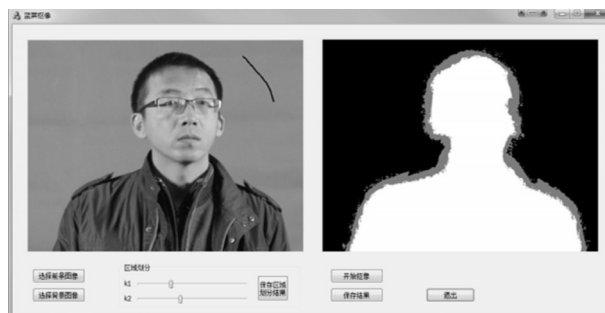 蓝屏抠像
选择前景图像
选择背景图像
区域划分
k1
k2
保存区域
划分结果
开始抠像
保存结果
退出